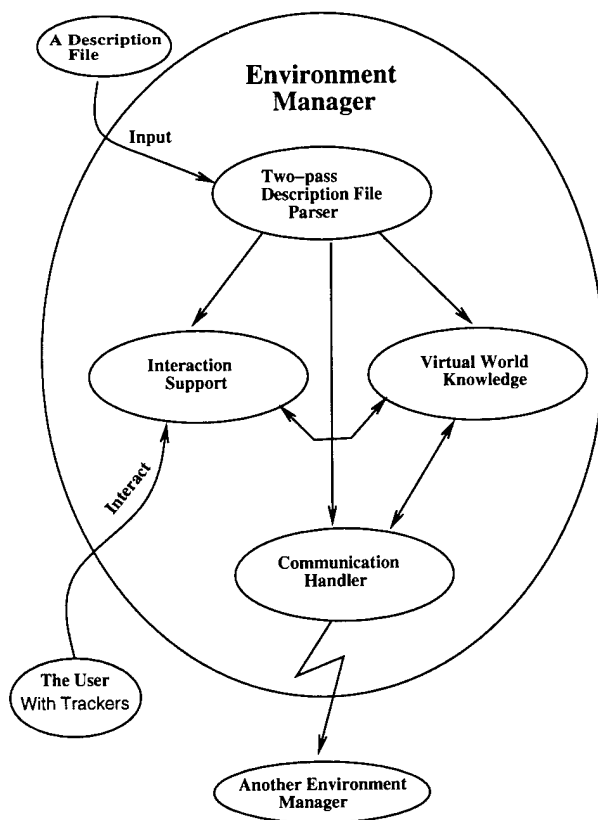 A Description
File
Environment
Manager
Input
Two-pass
Description File
Parser
Interaction
Support
Virtual World
Knowledge
Interact
Communication
Handler
The User
With Trackers
Another Environment
Manager